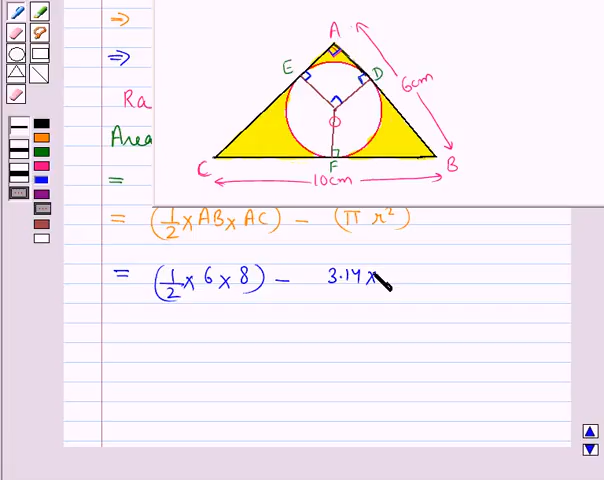 ⇒
A
E
D
6cm
⇒
Ra
O
Area
C
F
B
10cm
=
= (1/2 × AB × AC) − (π r²)
= (1/2 × 6 × 8) − 3.14 ×